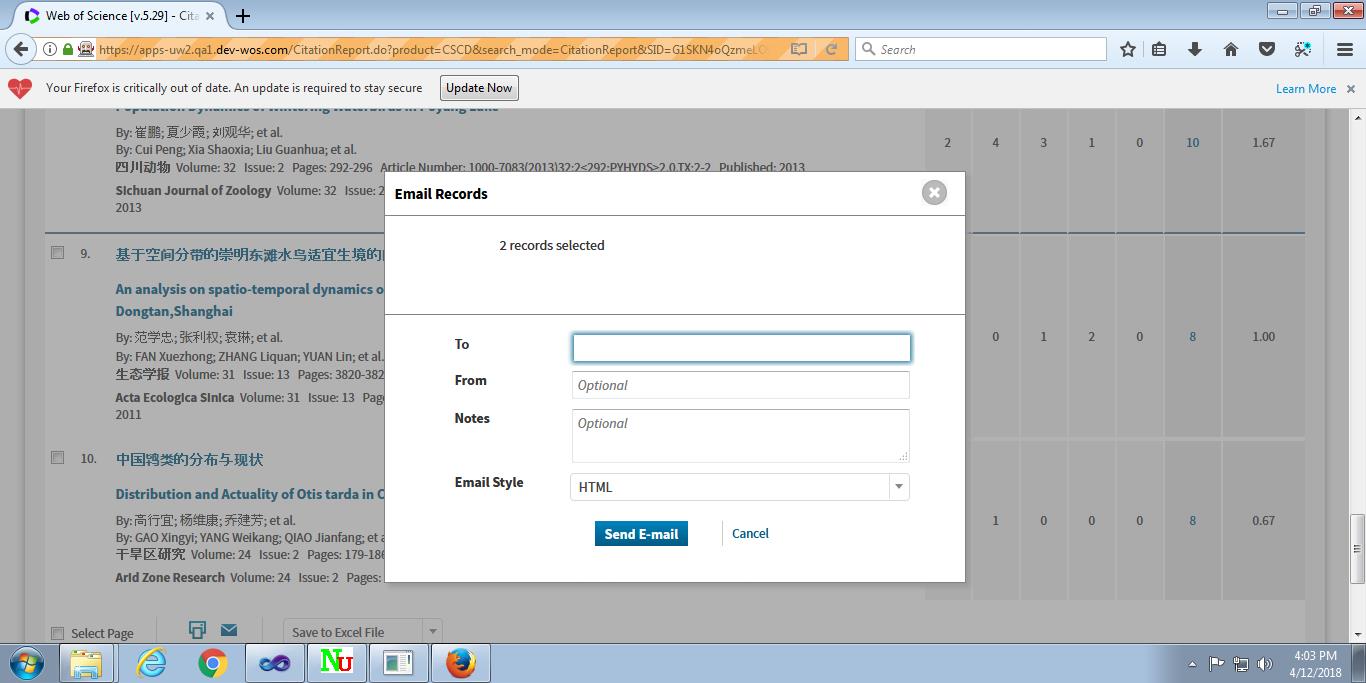 Web of Science [v.5.29] - Cita
https://apps-uw2.qa1.dev-wos.com/CitationReport.do?product=CSCD&search_mode=CitationReport&SID=G1SKN4oQzmeLO
Search
Your Firefox is critically out of date. An update is required to stay secure
Update Now
Learn More
Population Dynamics of Wintering Waterbirds in Poyang Lake
By: 崔鹏; 夏少霞; 刘观华; et al.
By: Cui Peng; Xia Shaoxia; Liu Guanhua; et al.
四川动物 Volume: 32 Issue: 2 Pages: 292-296 Article Number: 1000-7083(2013)32:2<292:PYHYDS>2.0.TX;2-2 Published: 2013
Sichuan Journal of Zoology Volume: 32 Issue: 2
2013
2 4 3 1 0 10 1.67
Email Records
2 records selected
To
From Optional
Notes Optional
Email Style HTML
Send E-mail Cancel
9. 基于空间分带的崇明东滩水鸟适宜生境的
An analysis on spatio-temporal dynamics o
Dongtan,Shanghai
By: 范学忠; 张利权; 袁琳; et al.
By: FAN Xuezhong; ZHANG Liquan; YUAN Lin; et al.
生态学报 Volume: 31 Issue: 13 Pages: 3820-382
Acta Ecologica Sinica Volume: 31 Issue: 13 Pag
2011
0 1 2 0 8 1.00
10. 中国鸨类的分布与现状
Distribution and Actuality of Otis tarda in C
By: 高行宜; 杨维康; 乔建芳; et al.
By: GAO Xingyi; YANG Weikang; QIAO Jianfang; et a
干旱区研究 Volume: 24 Issue: 2 Pages: 179-186
Arid Zone Research Volume: 24 Issue: 2 Pages:
1 0 0 0 8 0.67
Select Page
Save to Excel File
Nu
4:03 PM
4/12/2018